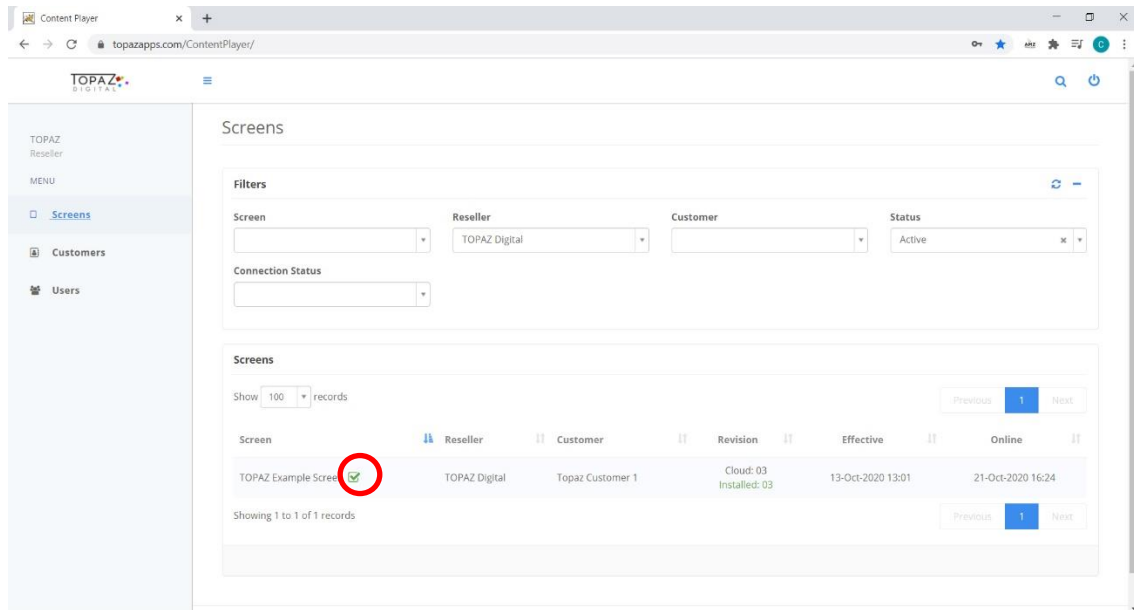 Content Player
topazapps.com/ContentPlayer/
C
TOPAZ
DIGITAL
TOPAZ
Reseller
MENU
Screens
Customers
Users
Screens
Filters
Screen Reseller Customer Status
TOPAZ Digital Active
Connection Status
Screens
Show 100 records
Previous 1 Next
Screen Reseller Customer Revision Effective Online
TOPAZ Example Scree TOPAZ Digital Topaz Customer 1 Cloud: 03 13-Oct-2020 13:01 21-Oct-2020 16:24
Installed: 03
Showing 1 to 1 of 1 records
Previous 1 Next